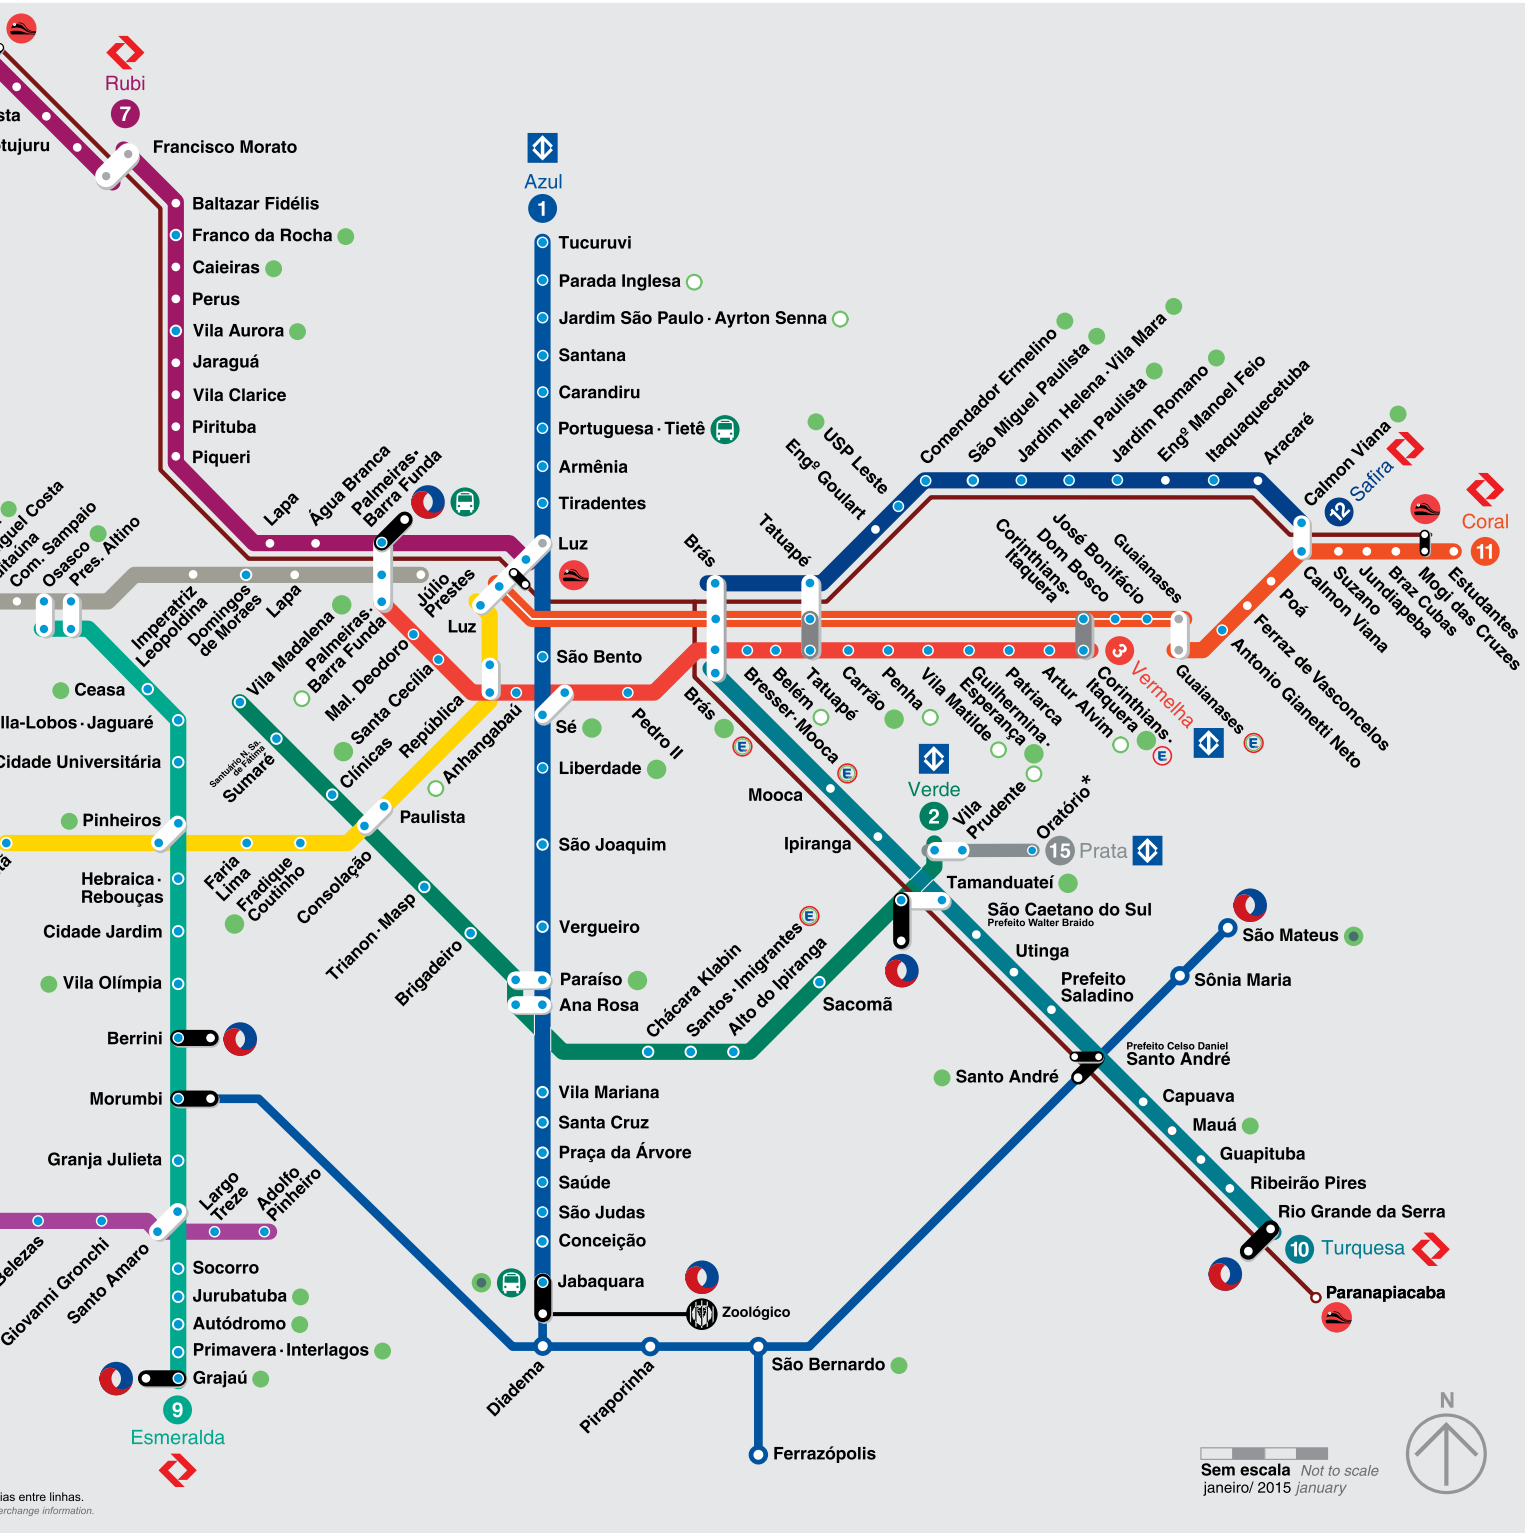 Rubi
7
Francisco Morato
Baltazar Fidélis
Franco da Rocha
Caieiras
Perus
Vila Aurora
Jaraguá
Vila Clarice
Pirituba
Piqueri
Lapa
Água Branca
Palmeiras·
Barra Funda
Azul
1
Tucuruvi
Parada Inglesa
Jardim São Paulo · Ayrton Senna
Santana
Carandiru
Portuguesa · Tietê
Armênia
Tiradentes
Luz
São Bento
Sé
Liberdade
São Joaquim
Vergueiro
Paraíso
Ana Rosa
Vila Mariana
Santa Cruz
Praça da Árvore
Saúde
São Judas
Conceição
Jabaquara
Zoológico
Com. Sampaio
Osasco
Pres. Altino
Imperatriz
Leopoldina
Domingos
de Moraes
Lapa
Júlio
Prestes
Luz
Ceasa
Cidade Universitária
Pinheiros
Hebraica ·
Rebouças
Cidade Jardim
Vila Olímpia
Berrini
Morumbi
Granja Julieta
Santo Amaro
Giovanni Gronchi
Largo
Treze
Adolfo
Pinheiro
Socorro
Jurubatuba
Autódromo
Primavera · Interlagos
Grajaú
9
Esmeralda
Vila Madalena
Santuário N. Sa.
de Fátima
Sumaré
Clínicas
Consolação
Trianon · Masp
Brigadeiro
Chácara Klabin
Santos · Imigrantes
Alto do Ipiranga
Sacomã
Tamanduateí
Vila
Prudente
Verde
2
Oratório*
15 Prata
Faria
Lima
Fradique
Coutinho
Paulista
República
Palmeiras·
Barra Funda
Mal. Deodoro
Santa Cecília
Anhangabaú
Pedro II
Brás
Bresser · Mooca
Belém
Tatuapé
Carrão
Penha
Vila Matilde
Guilhermina ·
Esperança
Patriarca
Artur Alvim
Corinthians ·
Itaquera
3 Vermelha
Brás
Tatuapé
Engº Goulart
USP Leste
Comendador Ermelino
São Miguel Paulista
Jardim Helena · Vila Mara
Itaim Paulista
Jardim Romano
Engº Manoel Feio
Itaquaquecetuba
Aracaré
Calmon Viana
12 Safira
Corinthians·
Itaquera
Dom Bosco
José Bonifácio
Guaianases
Guaianases
Antonio Gianetti Neto
Ferraz de Vasconcelos
Poá
Calmon Viana
Suzano
Jundiapeba
Braz Cubas
Mogi das Cruzes
Estudantes
Coral
11
Mooca
Ipiranga
São Caetano do Sul
Prefeito Walter Braido
Utinga
Prefeito
Saladino
Prefeito Celso Daniel
Santo André
Capuava
Mauá
Guapituba
Ribeirão Pires
Rio Grande da Serra
10 Turquesa
Paranapiacaba
São Mateus
Sônia Maria
Santo André
São Bernardo
Ferrazópolis
Piraporinha
Diadema
N
Sem escala Not to scale
janeiro/ 2015 january
ias entre linhas.
erchange information.